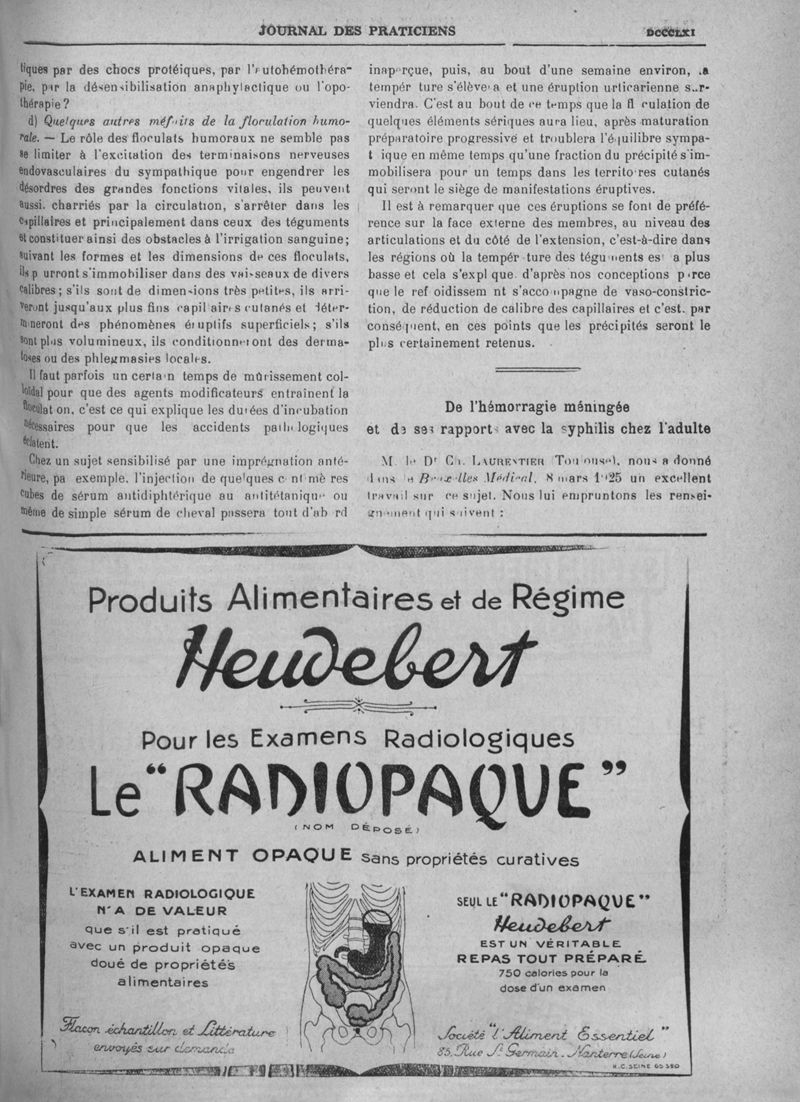 JOURNAL DES PRATICIENS
DCCCLXI
tiques par des chocs protéiques, par l'autohémothéra-
pie, par la désensibilisation anaphylactique ou l'opo-
thérapie?
d) Quelques autres méfaits de la floculation humo-
rale. — Le rôle des floculats humoraux ne semble pas
se limiter à l'excitation des terminaisons nerveuses
endovasculaires du sympathique pour engendrer les
désordres des grandes fonctions vitales, ils peuvent
aussi, charriés par la circulation, s'arrêter dans les
capillaires et principalement dans ceux des téguments
et constituer ainsi des obstacles à l'irrigation sanguine;
suivant les formes et les dimensions de ces floculats,
ils pourront s'immobiliser dans des vaisseaux de divers
calibres; s'ils sont de dimensions très petites, ils arri-
veront jusqu'aux plus fins capillaires cutanés et déter-
mineront des phénomènes éruptifs superficiels; s'ils
sont plus volumineux, ils conditionneront des derma-
toses ou des phlegmasies locales.
Il faut parfois un certain temps de mûrissement col-
loïdal pour que des agents modificateurs entraînent la
floculation, c'est ce qui explique les durées d'incubation
nécessaires pour que les accidents pathologiques
éclatent.
Chez un sujet sensibilisé par une imprégnation anté-
rieure, par exemple, l'injection de quelques centimètres
cubes de sérum antidiphtérique au antitétanique ou
même de simple sérum de cheval passera tout d'abord
inaperçue, puis, au bout d'une semaine environ, la
température s'élèvera et une éruption urticarienne sur-
viendra. C'est au bout de ce temps que la floculation de
quelques éléments sériques aura lieu, après maturation
préparatoire progressive et troublera l'équilibre sympa-
thique en même temps qu'une fraction du précipité s'im-
mobilisera pour un temps dans les territoires cutanés
qui seront le siège de manifestations éruptives.
Il est à remarquer que ces éruptions se font de préfé-
rence sur la face externe des membres, au niveau des
articulations et du côté de l'extension, c'est-à-dire dans
les régions où la température des téguments est la plus
basse et cela s'explique, d'après nos conceptions parce
que le refroidissement s'accompagne de vaso-constric-
tion, de réduction de calibre des capillaires et c'est, par
conséquent, en ces points que les précipités seront le
plus certainement retenus.
De l'hémorragie méningée
et de ses rapports avec la syphilis chez l'adulte
M. le Dr Ch. LAURENTIER Toulouse), nous a donné
dans le Bruxelles Médical, 8 mars 1925 un excellent
travail sur ce sujet. Nous lui empruntons les rensei-
gnement qui suivent :
Produits Alimentaires et de Régime
Heudebert
Pour les Examens Radiologiques
Le "RADIOPAQUE"
(NOM DÉPOSÉ)
ALIMENT OPAQUE sans propriétés curatives
L'EXAMEN RADIOLOGIQUE
N'A DE VALEUR
que s'il est pratiqué
avec un produit opaque
doué de propriétés
alimentaires
SEUL LE "RADIOPAQUE"
Heudebert
EST UN VÉRITABLE
REPAS TOUT PRÉPARÉ
750 calories pour la
dose d'un examen
Flacon échantillon et Littérature
envoyés sur demande
Société "l'Aliment Essentiel"
85, Rue St Germain. Nanterre (Seine)
R.C. SEINE 65 380